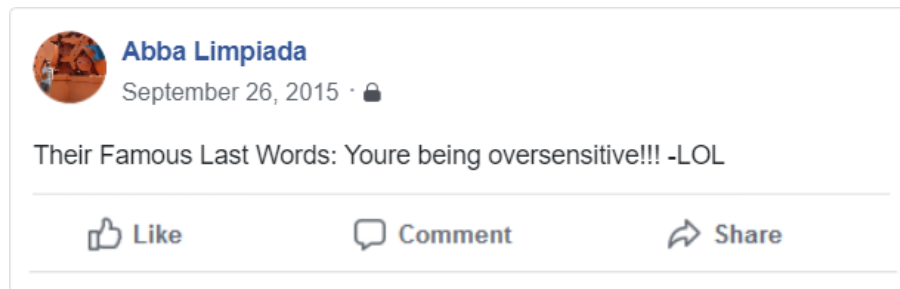 Abba Limpiada
September 26, 2015 ·
Their Famous Last Words: Youre being oversensitive!!! -LOL
Like Comment Share